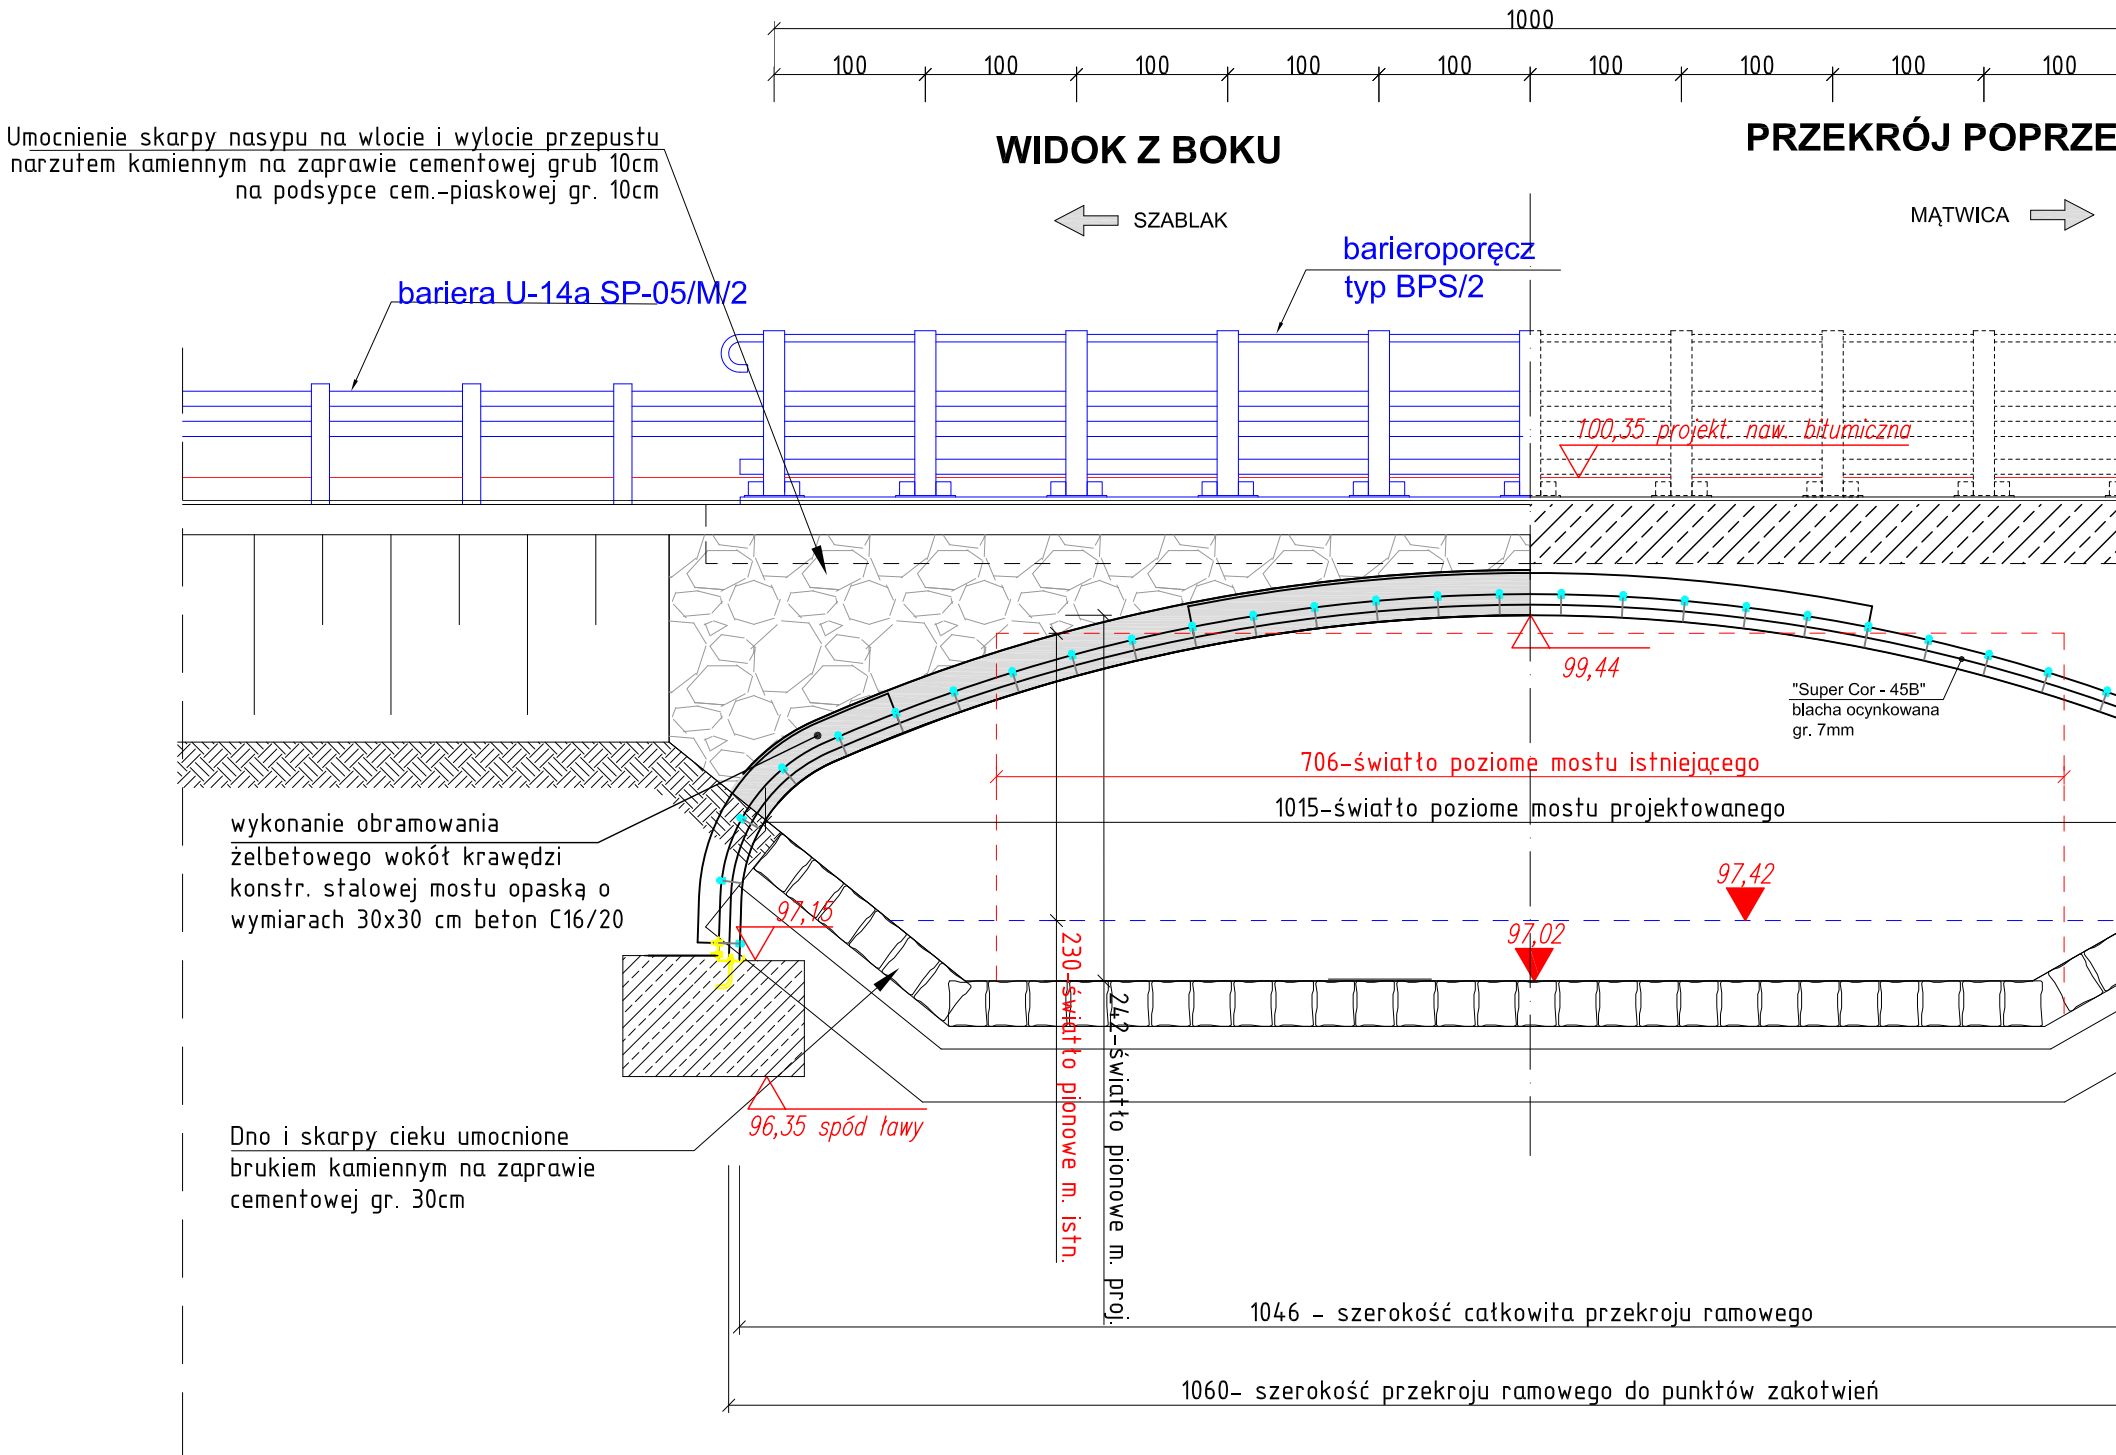 1000
100 100 100 100 100 100 100 100 100
Umocnienie skarpy nasypu na wlocie i wylocie przepustu
narzutem kamiennym na zaprawie cementowej grub 10cm
na podsypce cem.-piaskowej gr. 10cm
WIDOK Z BOKU
PRZEKRÓJ POPRZE
SZABLAK
MĄTWICA
barieroporęcz
typ BPS/2
bariera U-14a SP-05/M/2
100,35 projekt. naw. bitumiczna
99,44
"Super Cor - 45B"
blacha ocynkowana
gr. 7mm
706-światło poziome mostu istniejącego
1015-światło poziome mostu projektowanego
wykonanie obramowania
żelbetowego wokół krawędzi
konstr. stalowej mostu opaską o
wymiarach 30x30 cm beton C16/20
97,42
97,15
97,02
230-światło pionowe m. istn.
242-światło pionowe m. proj.
96,35 spód ławy
Dno i skarpy cieku umocnione
brukiem kamiennym na zaprawie
cementowej gr. 30cm
1046 - szerokość całkowita przekroju ramowego
1060- szerokość przekroju ramowego do punktów zakotwień